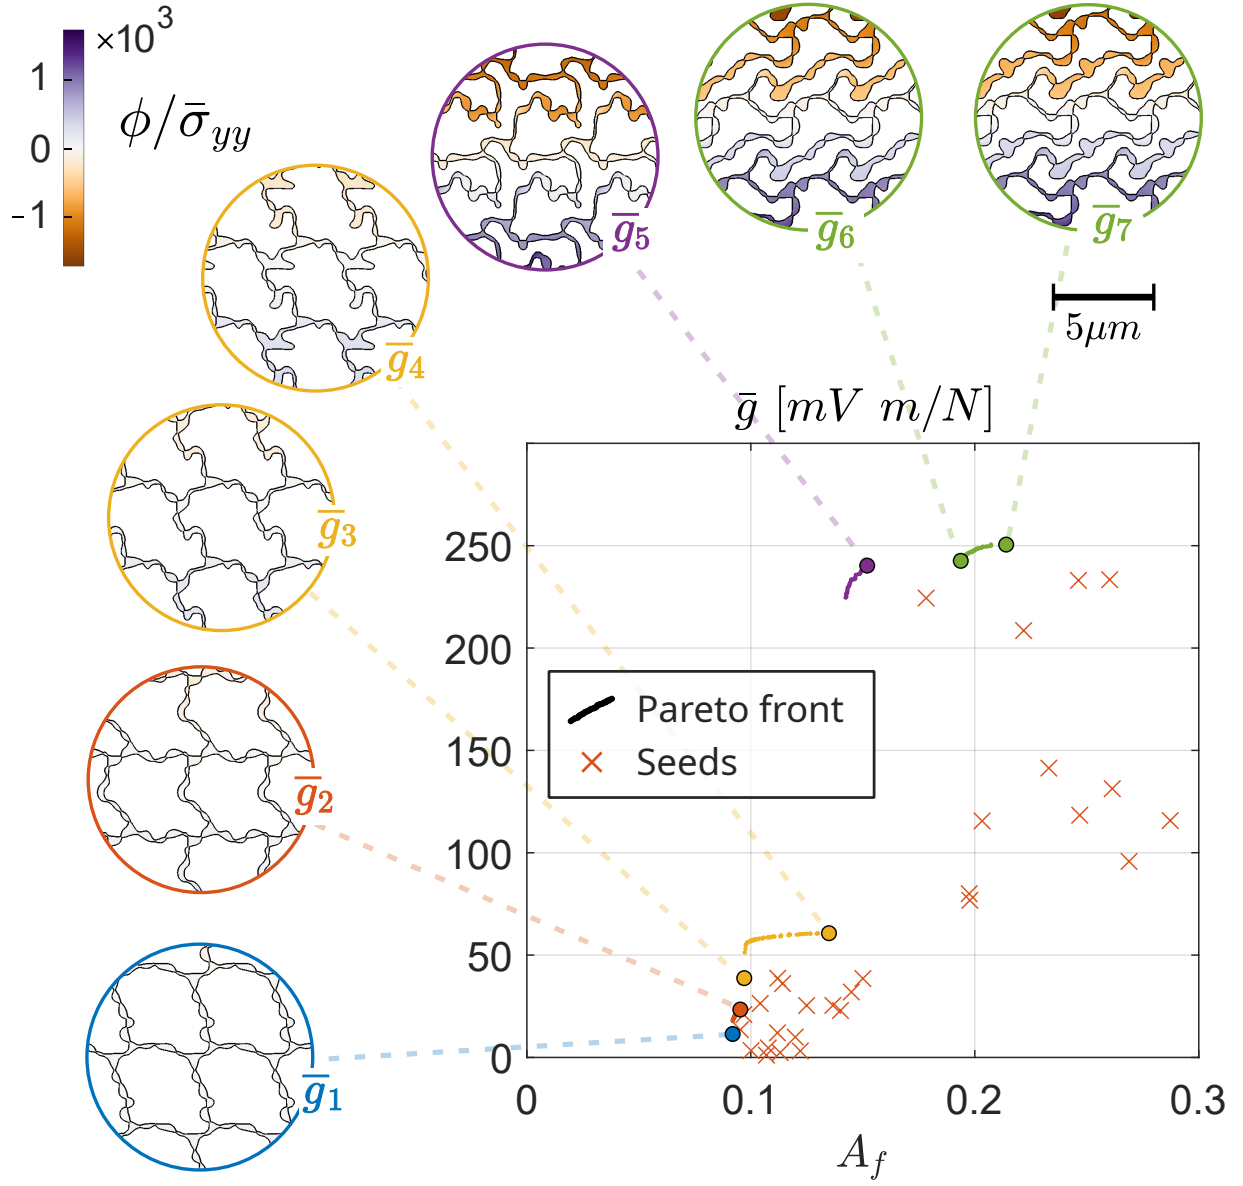 ×10³
1
0
−1
ϕ/σ̄yy
ḡ₄
ḡ₅
ḡ₆
ḡ₇
5μm
ḡ₃
ḡ₂
ḡ₁
ḡ [mV m/N]
250
200
150
100
50
0
Pareto front
Seeds
0 0.1 0.2 0.3
A_f